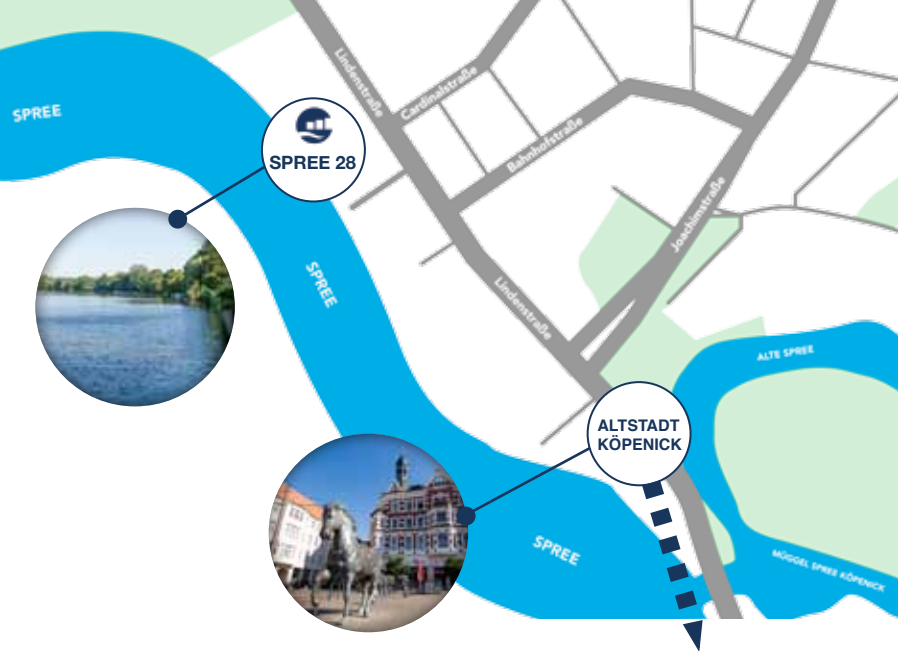 Lindenstraße
Cardinalstraße
SPREE
SPREE 28
Bahnhofstraße
Joachimstraße
SPREE
Lindenstraße
ALTE SPREE
ALTSTADT
KÖPENICK
SPREE
MÜGGEL SPREE KÖPENICK